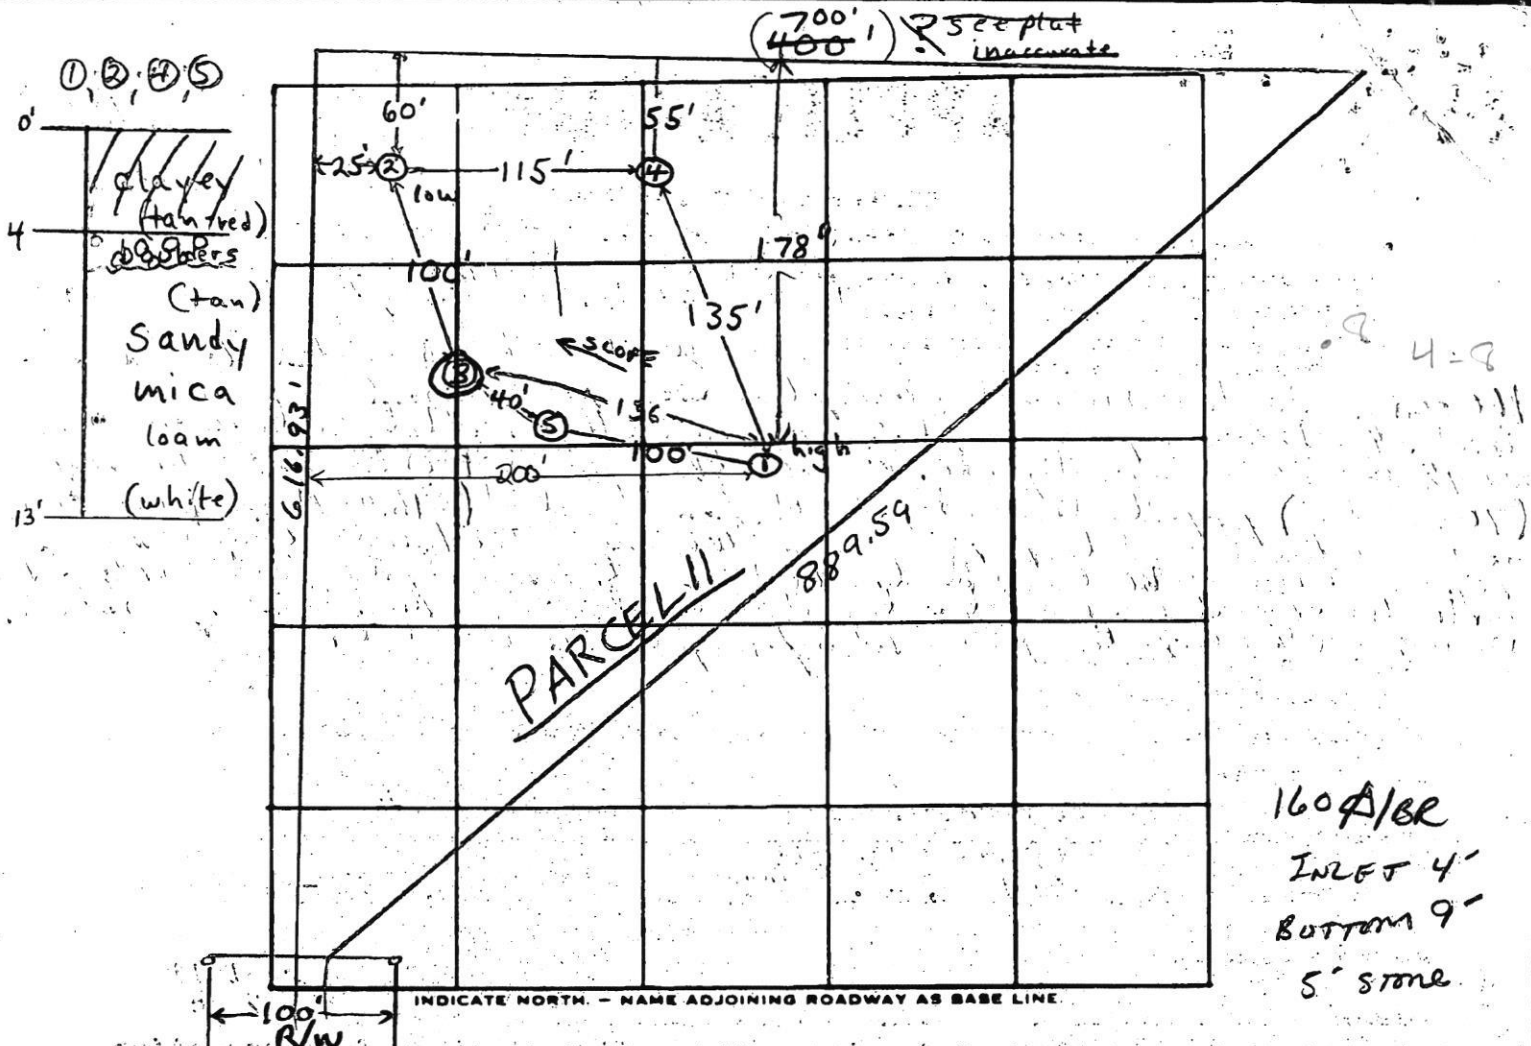 (700'
400') ? see plat
inaccurate
①, ②, ④, ⑤
0'
clayey
(tan-red)
4
boulders
(tan)
sandy
mica
loam
(white)
13'
60'
55'
25'
②
115'
④
low
100'
178'
135'
SLOPE
③
40'
136
⑤
100'
①
high
200'
616.93'
889.59
PARCEL 11
.8
4-8
160 /BR
INLET 4'
BOTTOM 9'
5' STONE
INDICATE NORTH. — NAME ADJOINING ROADWAY AS BASE LINE.
100'
R/W